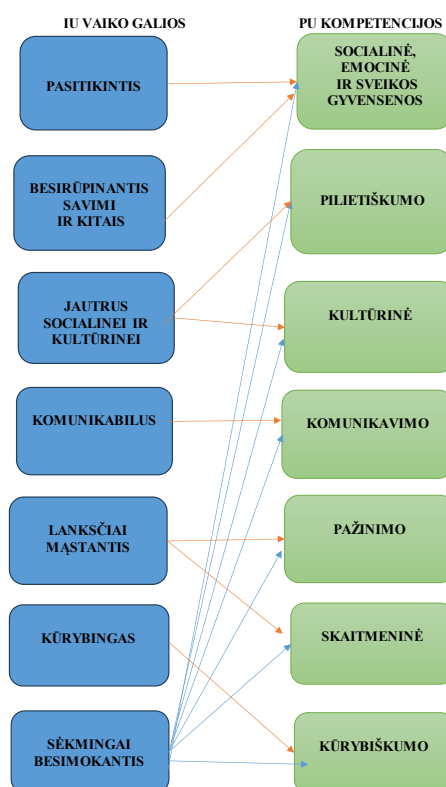 IU VAIKO GALIOS
PASITIKINTIS
BESIRŪPINANTIS
SAVIMI
IR KITAIS
JAUTRUS
SOCIALINEI IR
KULTŪRINEI
KOMUNIKABILUS
LANKSČIAI
MĄSTANTIS
KŪRYBINGAS
SĖKMINGAI
BESIMOKANTIS
PU KOMPETENCIJOS
SOCIALINĖ,
EMOCINĖ
IR SVEIKOS
GYVENSENOS
PILIETIŠKUMO
KULTŪRINĖ
KOMUNIKAVIMO
PAŽINIMO
SKAITMENINĖ
KŪRYBIŠKUMO